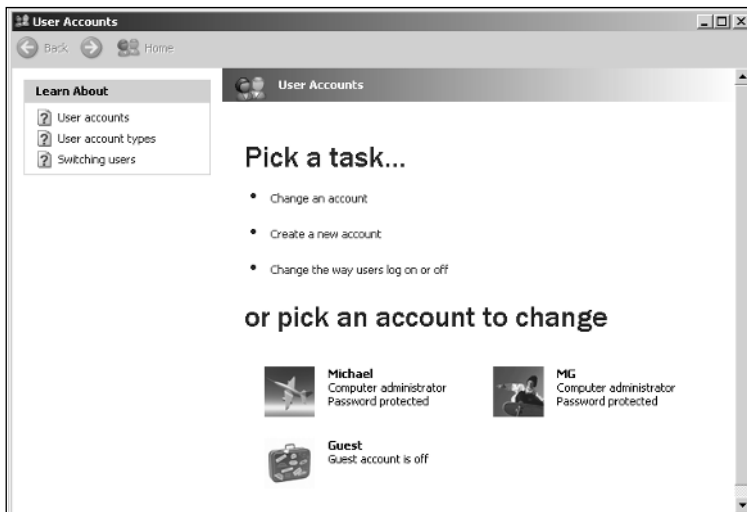 User Accounts
Back Home
Learn About
User accounts
User account types
Switching users
User Accounts
Pick a task...
• Change an account
• Create a new account
• Change the way users log on or off
or pick an account to change
Michael
Computer administrator
Password protected
MG
Computer administrator
Password protected
Guest
Guest account is off